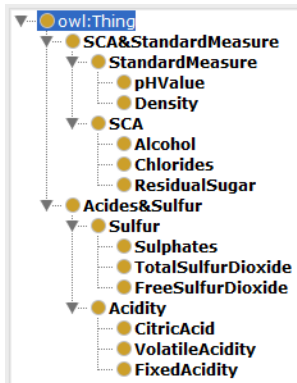 owl:Thing
SCA&StandardMeasure
StandardMeasure
pHValue
Density
SCA
Alcohol
Chlorides
ResidualSugar
Acides&Sulfur
Sulfur
Sulphates
TotalSulfurDioxide
FreeSulfurDioxide
Acidity
CitricAcid
VolatileAcidity
FixedAcidity